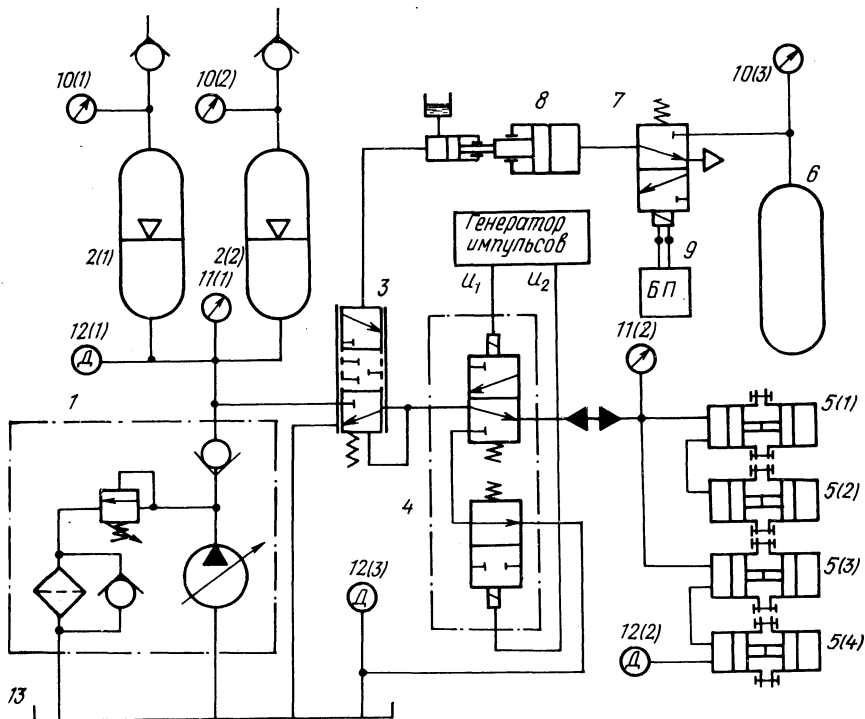 10(1)
10(2)
8
7
10(3)
6
2(1)
2(2)
11(1)
3
Генератор
импульсов
9
U₁
U₂
БП
12(1)
Д
11(2)
1
5(1)
4
5(2)
12(3)
Д
5(3)
12(2)
Д
5(4)
13